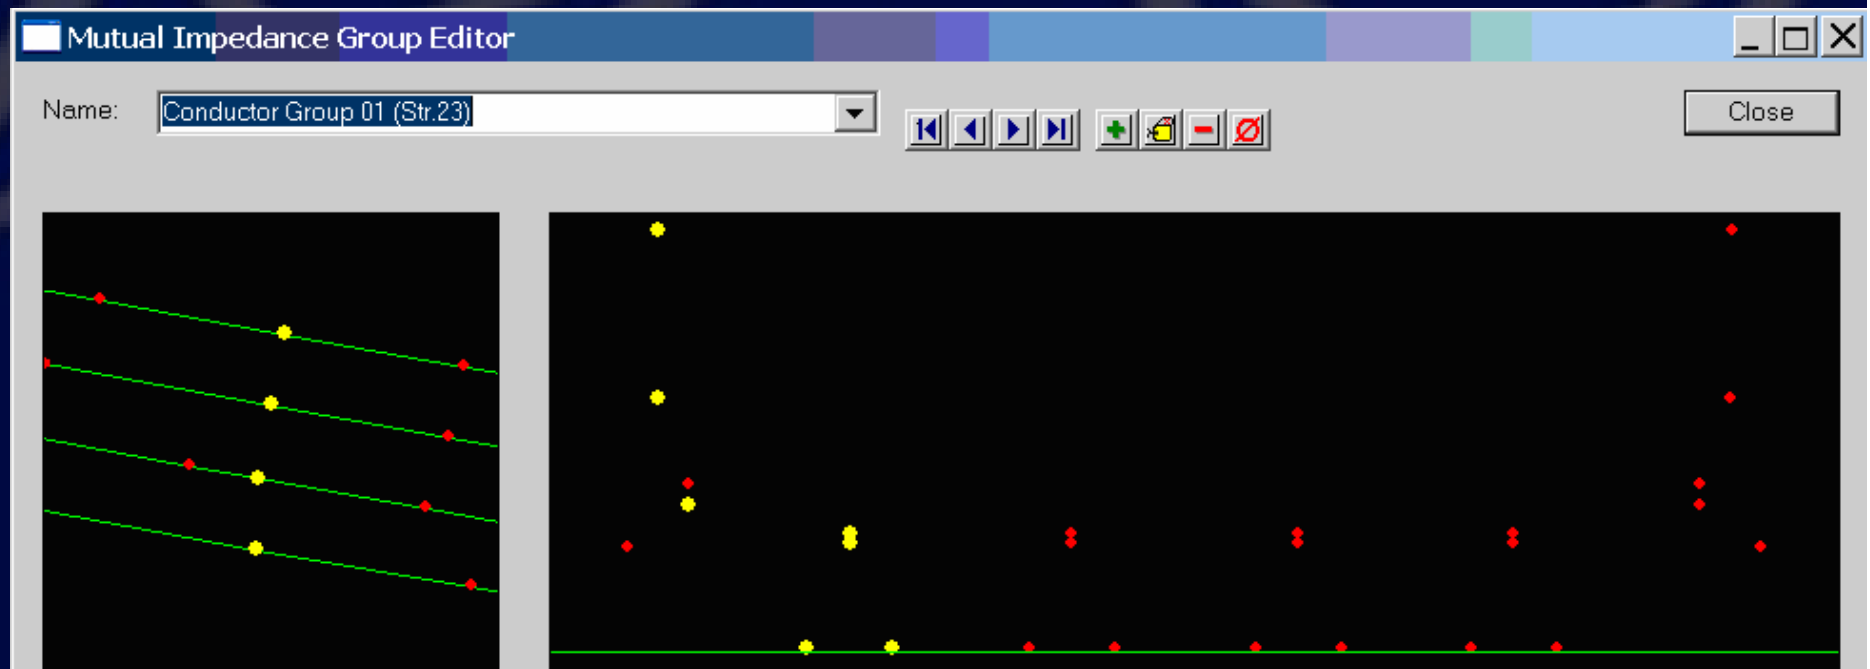 Mutual Impedance Group Editor
Name:
Conductor Group 01 (Str.23)
Close